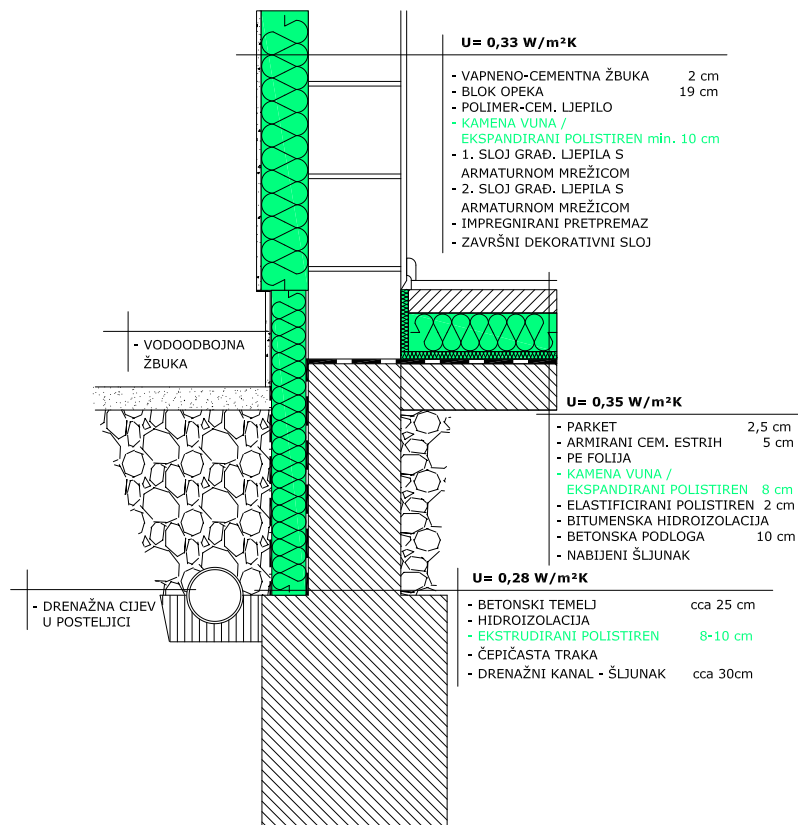 U= 0,33 W/m²K
- VAPNENO-CEMENTNA ŽBUKA 2 cm
- BLOK OPEKA 19 cm
- POLIMER-CEM. LJEPILO
- KAMENA VUNA /
EKSPANDIRANI POLISTIREN min. 10 cm
- 1. SLOJ GRAĐ. LJEPILA S
ARMATURNOM MREŽICOM
- 2. SLOJ GRAĐ. LJEPILA S
ARMATURNOM MREŽICOM
- IMPREGNIRANI PRETPREMAZ
- ZAVRŠNI DEKORATIVNI SLOJ
- VODOODBOJNA
ŽBUKA
U= 0,35 W/m²K
- PARKET 2,5 cm
- ARMIRANI CEM. ESTRIH 5 cm
- PE FOLIJA
- KAMENA VUNA /
EKSPANDIRANI POLISTIREN 8 cm
- ELASTIFICIRANI POLISTIREN 2 cm
- BITUMENSKA HIDROIZOLACIJA
- BETONSKA PODLOGA 10 cm
- NABIJENI ŠLJUNAK
U= 0,28 W/m²K
- BETONSKI TEMELJ cca 25 cm
- HIDROIZOLACIJA
- EKSTRUDIRANI POLISTIREN 8-10 cm
- ČEPIČASTA TRAKA
- DRENAŽNI KANAL - ŠLJUNAK cca 30cm
- DRENAŽNA CIJEV
U POSTELJICI